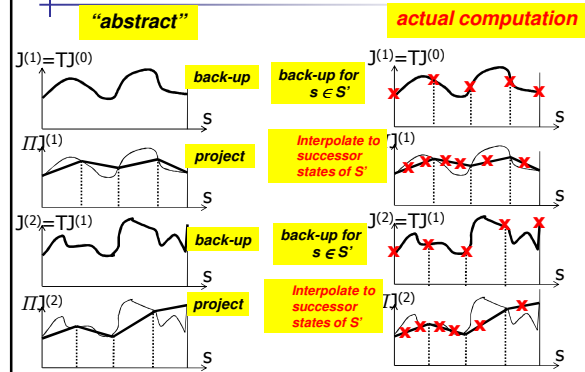 “abstract”
actual computation
J(1)=TJ(0)
back-up
back-up for
s ∈ S’
J(1)=TJ(0)
S
S
ΠJ(1)
project
Interpolate to
successor
states of S’
J(1)
S
S
J(2)=TJ(1)
back-up
back-up for
s ∈ S’
J(2)=TJ(1)
S
S
ΠJ(2)
project
Interpolate to
successor
states of S’
J(2)
S
S